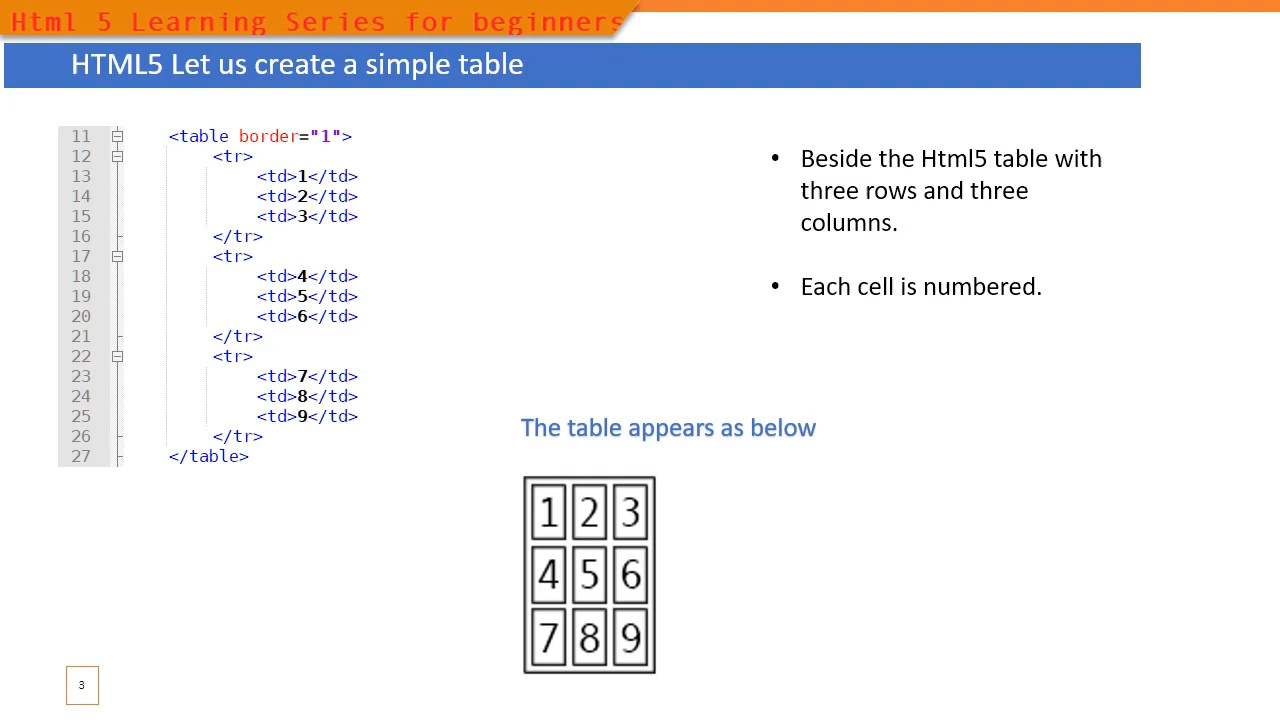 Html 5 Learning Series for beginners
HTML5 Let us create a simple table
11 <table border="1">
12 <tr>
13 <td>1</td>
14 <td>2</td>
15 <td>3</td>
16 </tr>
17 <tr>
18 <td>4</td>
19 <td>5</td>
20 <td>6</td>
21 </tr>
22 <tr>
23 <td>7</td>
24 <td>8</td>
25 <td>9</td>
26 </tr>
27 </table>
• Beside the Html5 table with
three rows and three
columns.
• Each cell is numbered.
The table appears as below
1 2 3
4 5 6
7 8 9
3